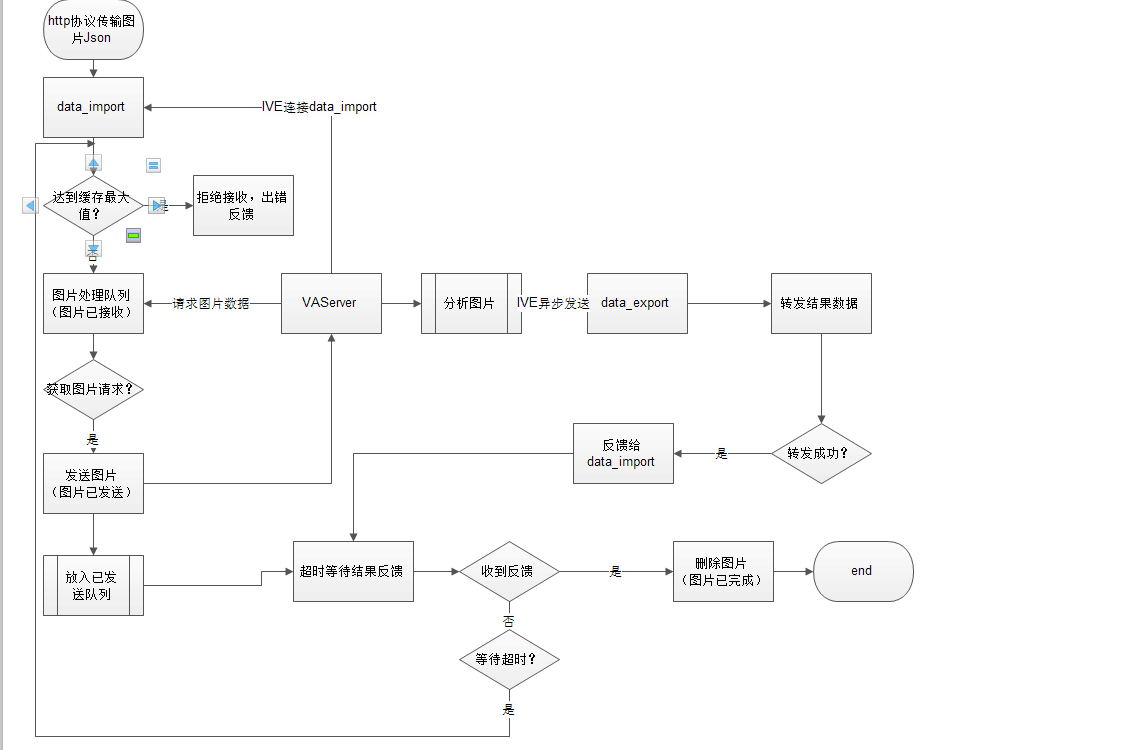 http协议传输图
片Json
data_import
IVE连接data_import
达到缓存最大
值？
是
拒绝接收，出错
反馈
否
图片处理队列
（图片已接收）
请求图片数据
VAServer
分析图片
IVE异步发送
data_export
转发结果数据
获取图片请求？
是
反馈给
data_import
是
转发成功？
发送图片
（图片已发送）
放入已发
送队列
超时等待结果反馈
收到反馈
是
删除图片
（图片已完成）
end
否
等待超时？
是